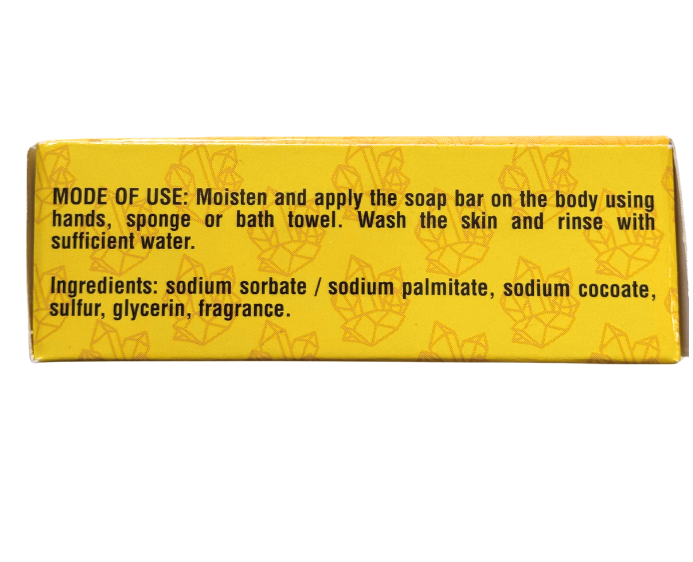 MODE OF USE: Moisten and apply the soap bar on the body using
hands, sponge or bath towel. Wash the skin and rinse with
sufficient water.
Ingredients: sodium sorbate / sodium palmitate, sodium cocoate,
sulfur, glycerin, fragrance.